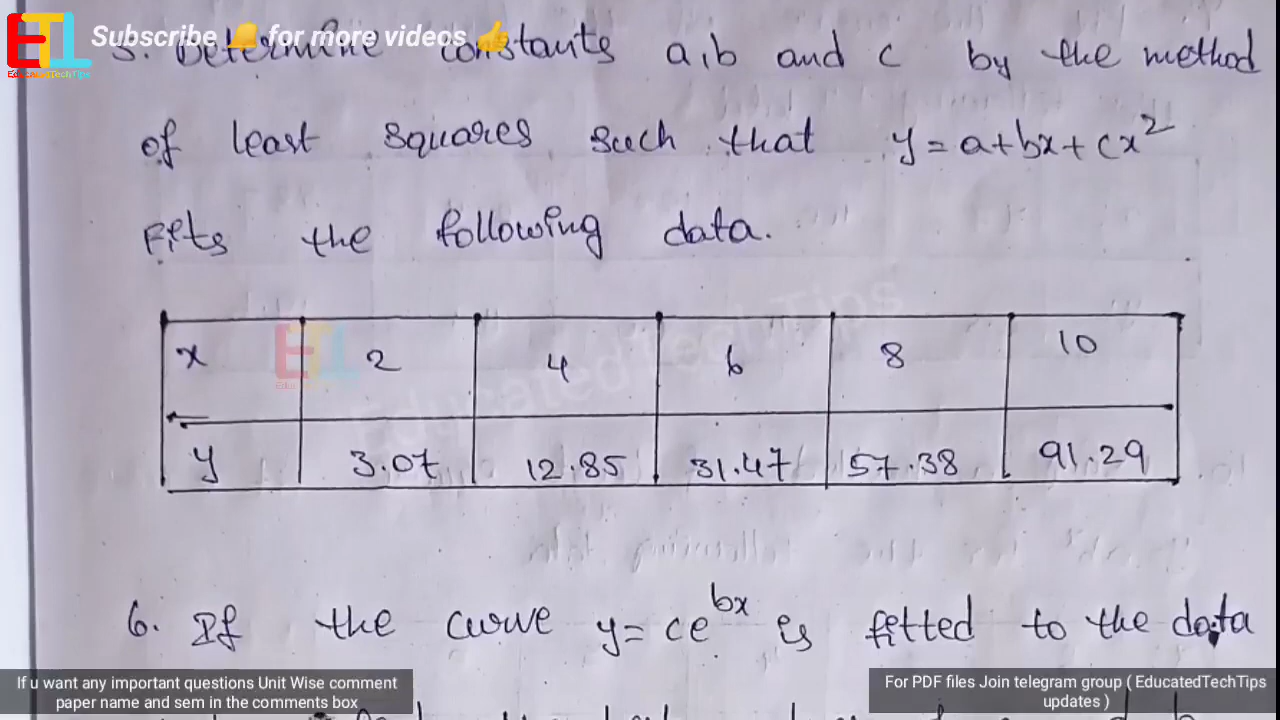 ETL Subscribe 🔔 for more videos 👍
EducatedTechTips
5. Determine constants a,b and c by the method
of least squares such that y = a+bx+cx²
Fits the following data.
EducatedTechTips
x 2 4 6 8 10
y 3.07 12.85 31.47 57.38 91.29
6. If the curve y= ce^bx is fitted to the data
If u want any important questions Unit Wise comment
paper name and sem in the comments box
For PDF files Join telegram group ( EducatedTechTips
updates )